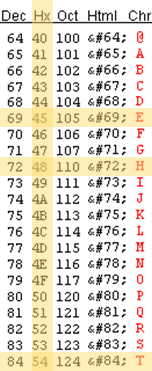 Dec Hx Oct Html Chr
64 40 100 &#64; @
65 41 101 &#65; A
66 42 102 &#66; B
67 43 103 &#67; C
68 44 104 &#68; D
69 45 105 &#69; E
70 46 106 &#70; F
71 47 107 &#71; G
72 48 110 &#72; H
73 49 111 &#73; I
74 4A 112 &#74; J
75 4B 113 &#75; K
76 4C 114 &#76; L
77 4D 115 &#77; M
78 4E 116 &#78; N
79 4F 117 &#79; O
80 50 120 &#80; P
81 51 121 &#81; Q
82 52 122 &#82; R
83 53 123 &#83; S
84 54 124 &#84; T